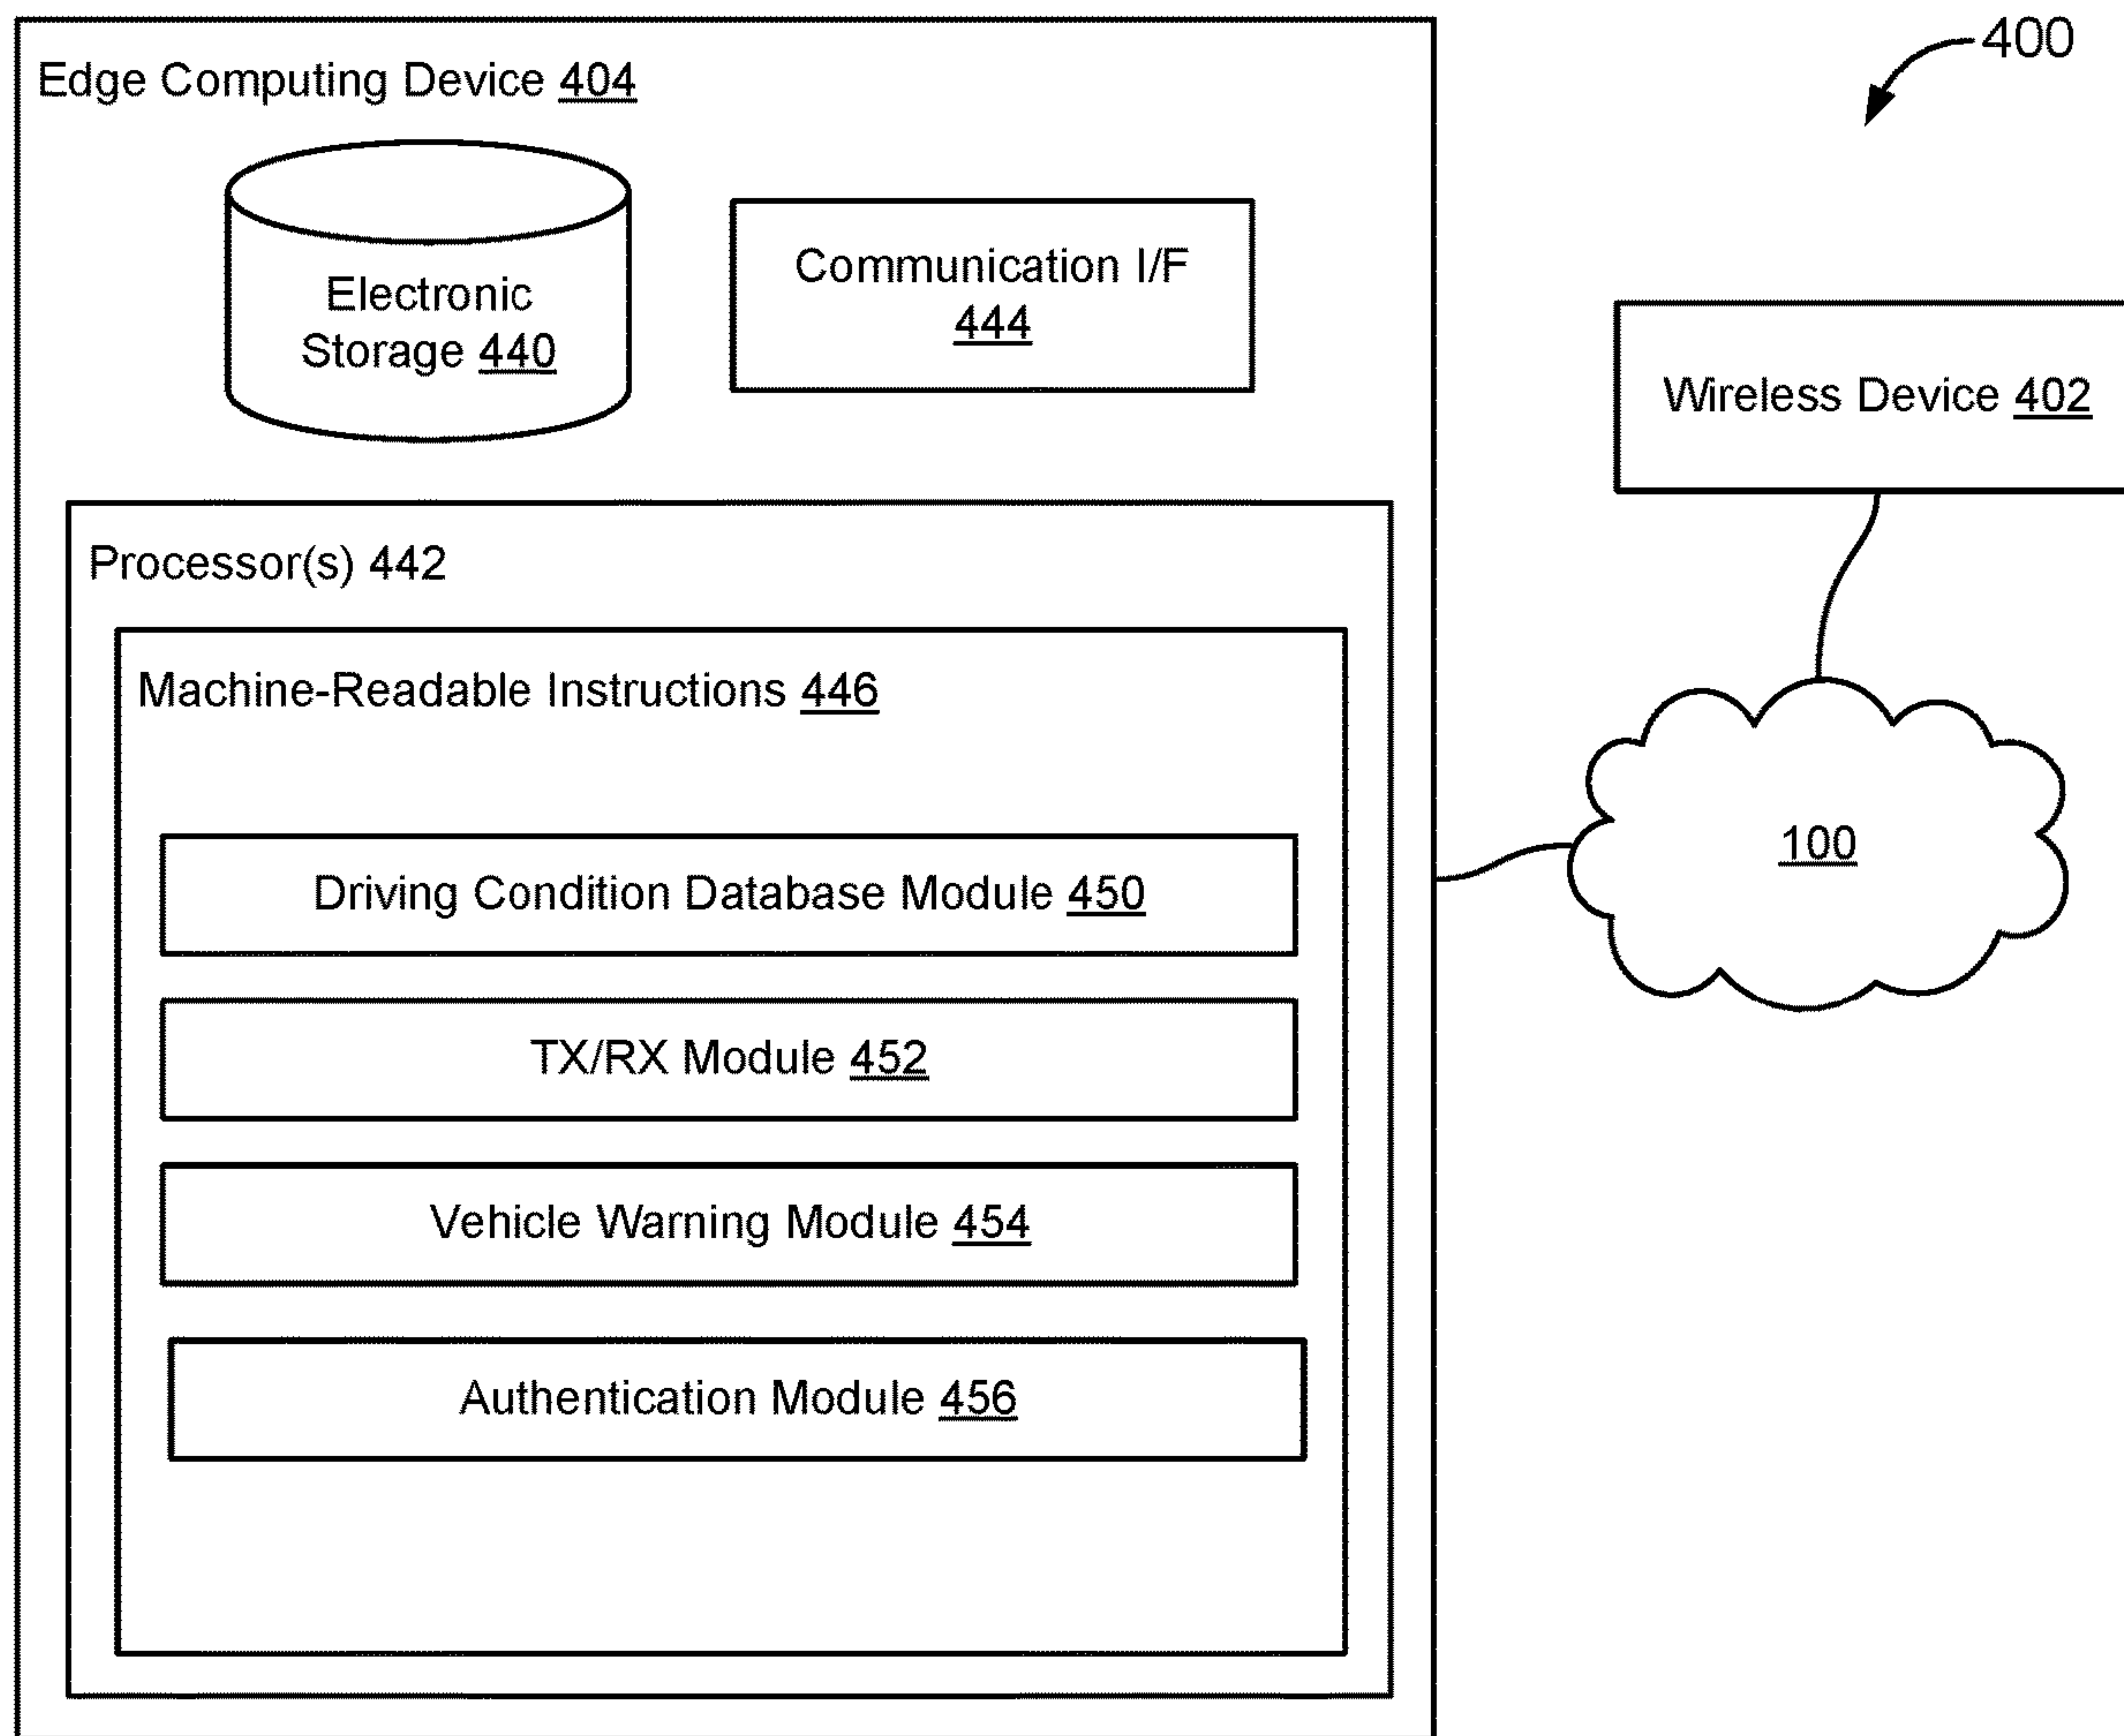 400
Edge Computing Device 404
Electronic
Storage 440
Communication I/F
444
Wireless Device 402
Processor(s) 442
Machine-Readable Instructions 446
100
Driving Condition Database Module 450
TX/RX Module 452
Vehicle Warning Module 454
Authentication Module 456